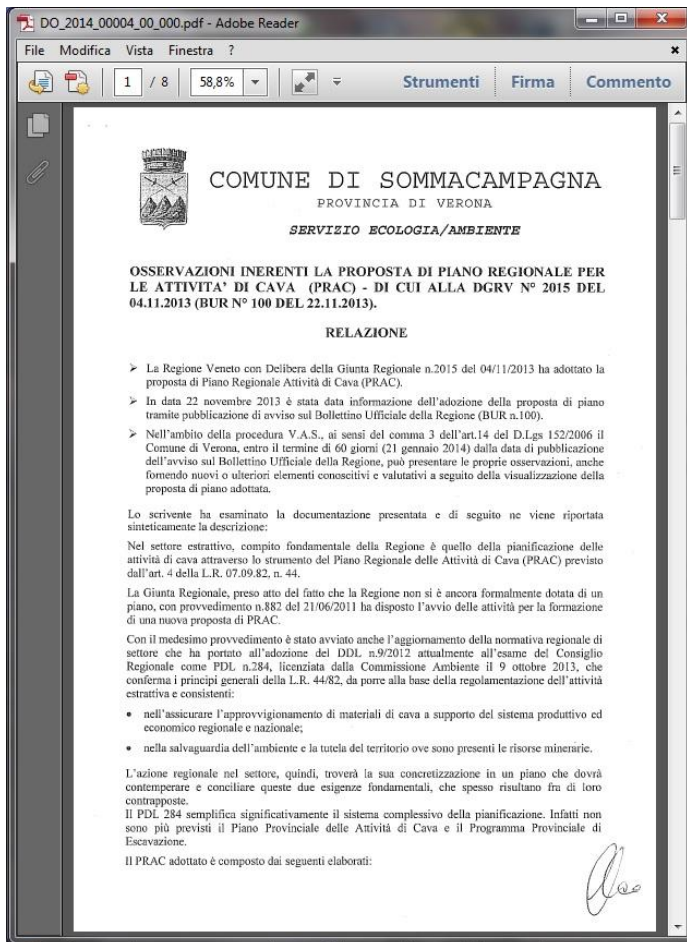 DO_2014_00004_00_000.pdf - Adobe Reader
File Modifica Vista Finestra ?
1 / 8 58,8% Strumenti Firma Commento
COMUNE DI SOMMACAMPAGNA
PROVINCIA DI VERONA
SERVIZIO ECOLOGIA/AMBIENTE
OSSERVAZIONI INERENTI LA PROPOSTA DI PIANO REGIONALE PER
LE ATTIVITA' DI CAVA (PRAC) - DI CUI ALLA DGRV N° 2015 DEL
04.11.2013 (BUR N° 100 DEL 22.11.2013).
RELAZIONE
➢ La Regione Veneto con Delibera della Giunta Regionale n.2015 del 04/11/2013 ha adottato la
proposta di Piano Regionale Attività di Cava (PRAC).
➢ In data 22 novembre 2013 è stata data informazione dell'adozione della proposta di piano
tramite pubblicazione di avviso sul Bollettino Ufficiale della Regione (BUR n.100).
➢ Nell'ambito della procedura V.A.S., ai sensi del comma 3 dell'art.14 del D.Lgs 152/2006 il
Comune di Verona, entro il termine di 60 giorni (21 gennaio 2014) dalla data di pubblicazione
dell'avviso sul Bollettino Ufficiale della Regione, può presentare le proprie osservazioni, anche
fornendo nuovi o ulteriori elementi conoscitivi e valutativi a seguito della visualizzazione della
proposta di piano adottata.
Lo scrivente ha esaminato la documentazione presentata e di seguito ne viene riportata
sinteticamente la descrizione:
Nel settore estrattivo, compito fondamentale della Regione è quello della pianificazione delle
attività di cava attraverso lo strumento del Piano Regionale delle Attività di Cava (PRAC) previsto
dall'art. 4 della L.R. 07.09.82, n. 44.
La Giunta Regionale, preso atto del fatto che la Regione non si è ancora formalmente dotata di un
piano, con provvedimento n.882 del 21/06/2011 ha disposto l'avvio delle attività per la formazione
di una nuova proposta di PRAC.
Con il medesimo provvedimento è stato avviato anche l'aggiornamento della normativa regionale di
settore che ha portato all'adozione del DDL n.9/2012 attualmente all'esame del Consiglio
Regionale come PDL n.284, licenziata dalla Commissione Ambiente il 9 ottobre 2013, che
conferma i principi generali della L.R. 44/82, da porre alla base della regolamentazione dell'attività
estrattiva e consistenti:
• nell'assicurare l'approvvigionamento di materiali di cava a supporto del sistema produttivo ed
economico regionale e nazionale;
• nella salvaguardia dell'ambiente e la tutela del territorio ove sono presenti le risorse minerarie.
L'azione regionale nel settore, quindi, troverà la sua concretizzazione in un piano che dovrà
contemperare e conciliare queste due esigenze fondamentali, che spesso risultano fra di loro
contrapposte.
Il PDL 284 semplifica significativamente il sistema complessivo della pianificazione. Infatti non
sono più previsti il Piano Provinciale delle Attività di Cava e il Programma Provinciale di
Escavazione.
Il PRAC adottato è composto dai seguenti elaborati: